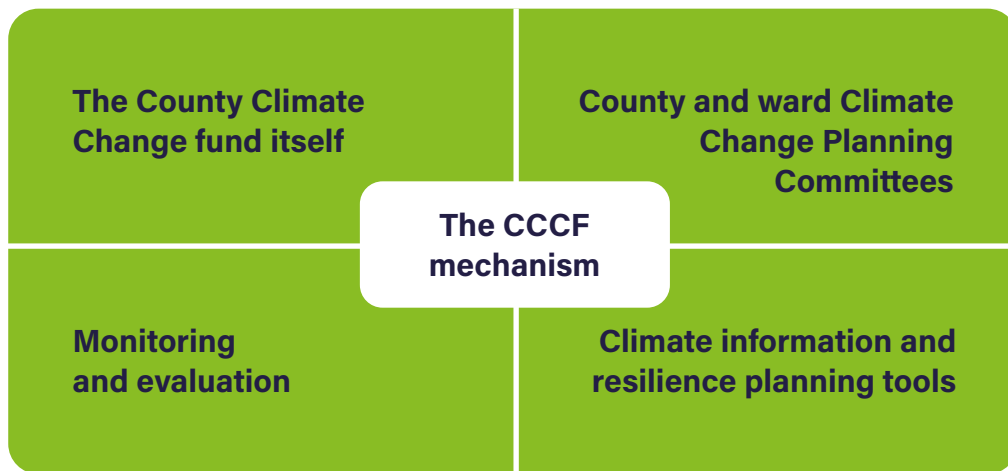 The County Climate
Change fund itself
County and ward Climate
Change Planning
Committees
The CCCF
mechanism
Monitoring
and evaluation
Climate information and
resilience planning tools